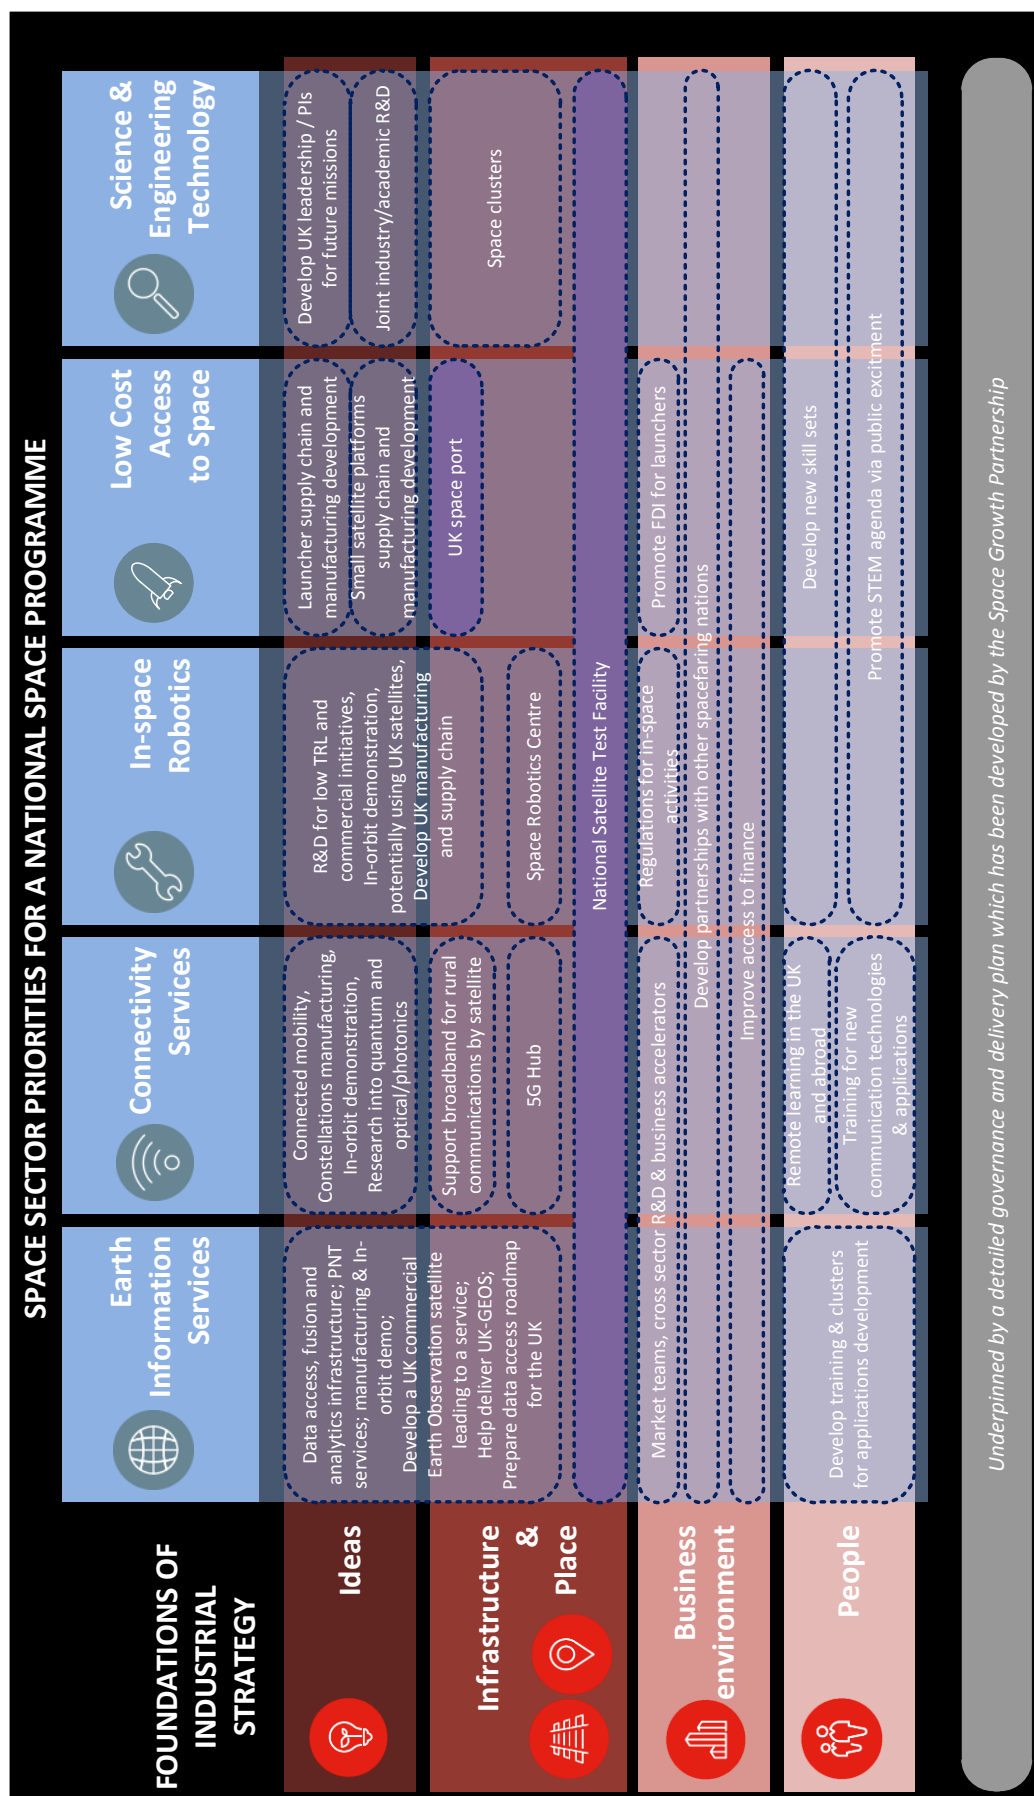 SPACE SECTOR PRIORITIES FOR A NATIONAL SPACE PROGRAMME
FOUNDATIONS OF
INDUSTRIAL
STRATEGY
Earth
Information
Services
Connectivity
Services
In-space
Robotics
Low Cost
Access
to Space
Science &
Engineering
Technology
Ideas
Data access, fusion and
analytics infrastructure; PNT
services; manufacturing & In-
orbit demo;
Develop a UK commercial
Earth Observation satellite
leading to a service;
Help deliver UK-GEOS;
Prepare data access roadmap
for the UK
Connected mobility,
Constellations manufacturing,
In-orbit demonstration,
Research into quantum and
optical/photonics
R&D for low TRL and
commercial initiatives,
In-orbit demonstration,
potentially using UK satellites,
Develop UK manufacturing
and supply chain
Launcher supply chain and
manufacturing development
Small satellite platforms
supply chain and
manufacturing development
Develop UK leadership / PIs
for future missions
Joint industry/academic R&D
Infrastructure
&
Place
Support broadband for rural
communications by satellite
5G Hub
Space Robotics Centre
UK space port
Space clusters
National Satellite Test Facility
Business
environment
Market teams, cross sector R&D & business accelerators
Regulations for in-space
activities
Promote FDI for launchers
Develop partnerships with other spacefaring nations
Improve access to finance
People
Develop training & clusters
for applications development
Remote learning in the UK
and abroad
Training for new
communication technologies
& applications
Develop new skill sets
Promote STEM agenda via public excitment
Underpinned by a detailed governance and delivery plan which has been developed by the Space Growth Partnership